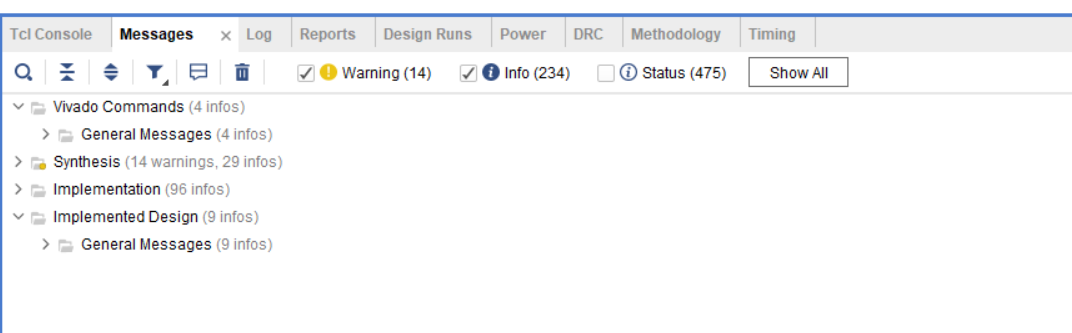 Tcl Console Messages × Log Reports Design Runs Power DRC Methodology Timing
Warning (14) Info (234) Status (475) Show All
Vivado Commands (4 infos)
General Messages (4 infos)
Synthesis (14 warnings, 29 infos)
Implementation (96 infos)
Implemented Design (9 infos)
General Messages (9 infos)